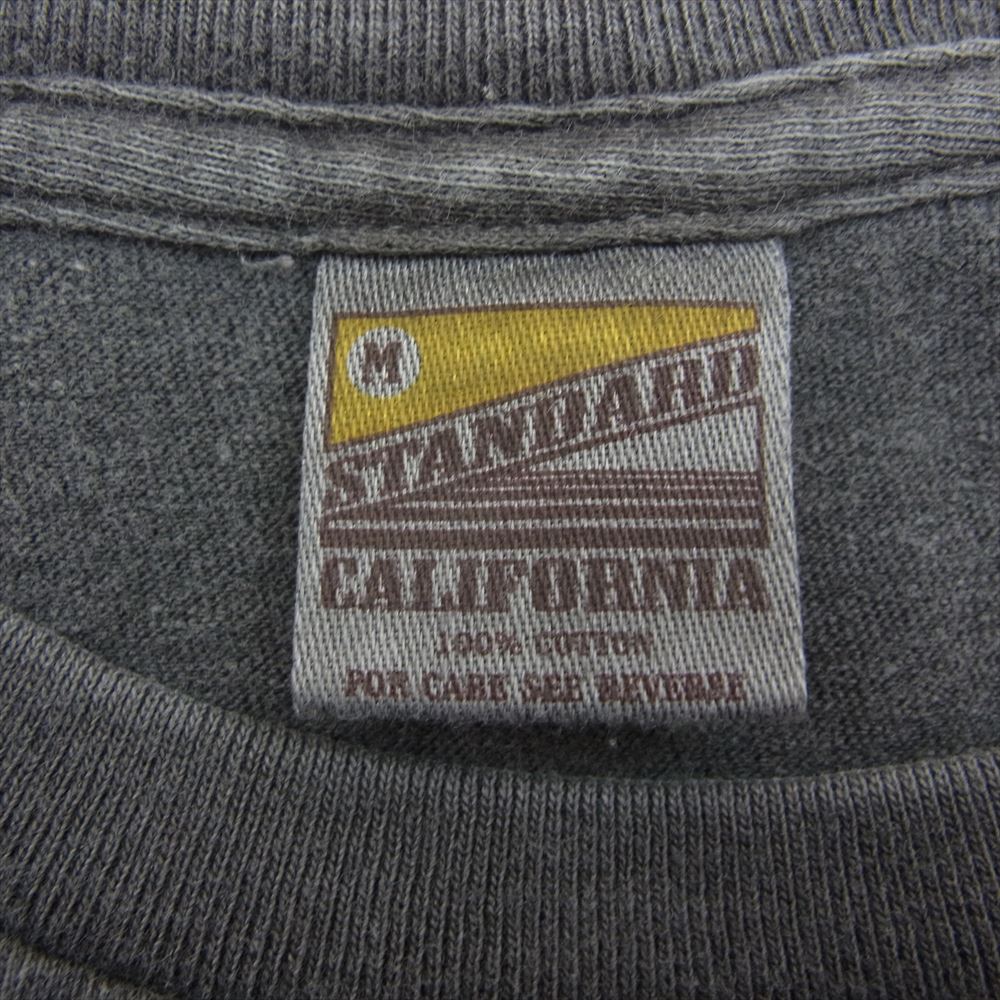 M
STANDARD
CALIFORNIA
100% COTTON
FOR CARE SEE REVERSE